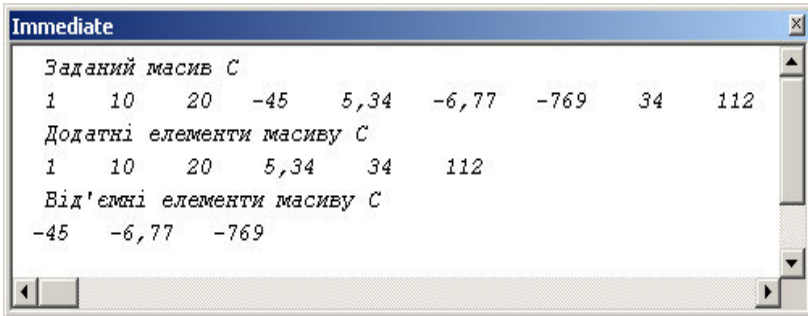 Immediate
Заданий масив C
1 10 20 -45 5,34 -6,77 -769 34 112
Додатні елементи масиву C
1 10 20 5,34 34 112
Від'ємні елементи масиву C
-45 -6,77 -769